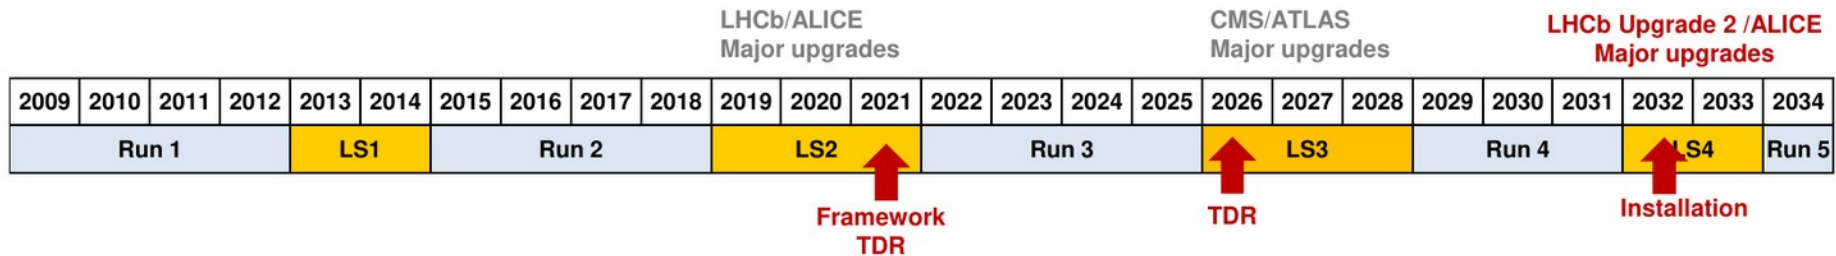 LHCb/ALICE
Major upgrades
CMS/ATLAS
Major upgrades
LHCb Upgrade 2 /ALICE
Major upgrades
2009 2010 2011 2012 2013 2014 2015 2016 2017 2018 2019 2020 2021 2022 2023 2024 2025 2026 2027 2028 2029 2030 2031 2032 2033 2034
Run 1 LS1 Run 2 LS2 Run 3 LS3 Run 4 LS4 Run 5
Framework
TDR
TDR
Installation